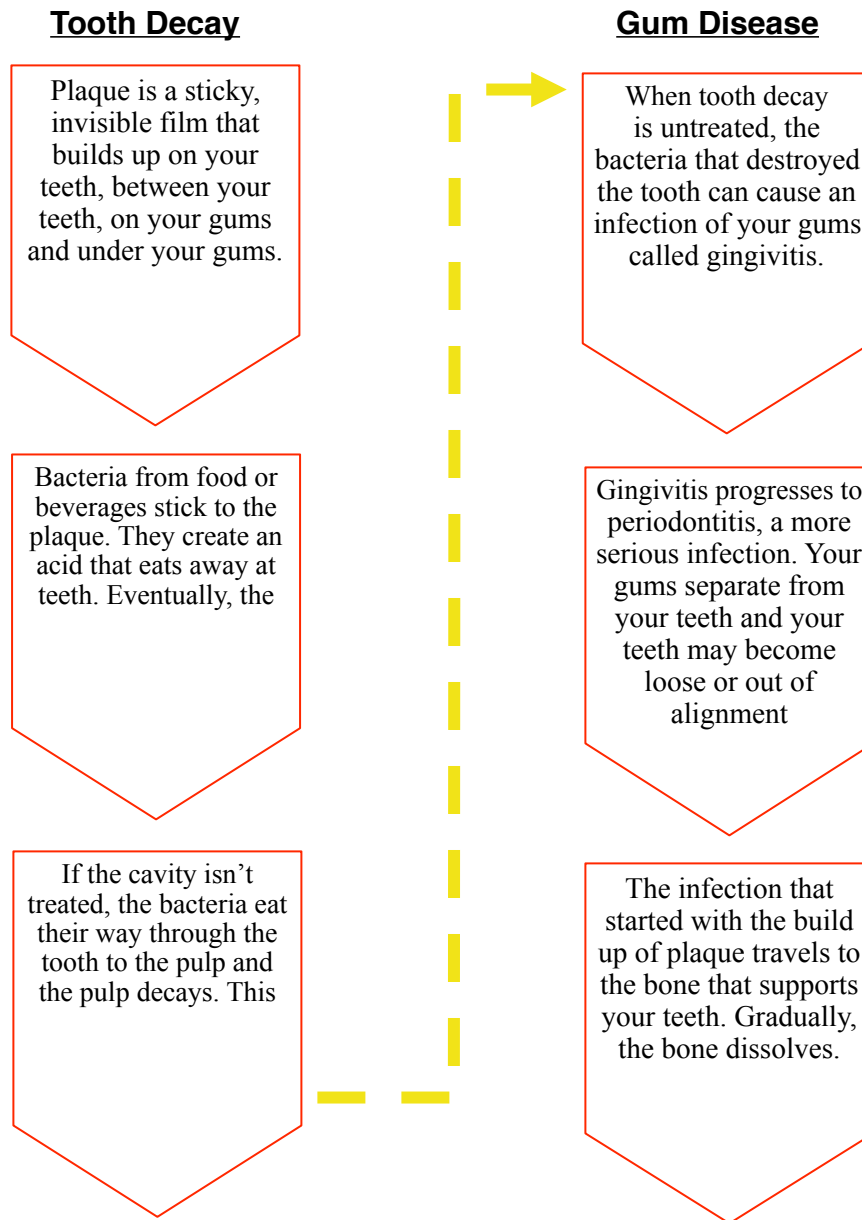 Tooth Decay
Plaque is a sticky,
invisible film that
builds up on your
teeth, between your
teeth, on your gums
and under your gums.
Bacteria from food or
beverages stick to the
plaque. They create an
acid that eats away at
teeth. Eventually, the
If the cavity isn’t
treated, the bacteria eat
their way through the
tooth to the pulp and
the pulp decays. This
Gum Disease
When tooth decay
is untreated, the
bacteria that destroyed
the tooth can cause an
infection of your gums
called gingivitis.
Gingivitis progresses to
periodontitis, a more
serious infection. Your
gums separate from
your teeth and your
teeth may become
loose or out of
alignment
The infection that
started with the build
up of plaque travels to
the bone that supports
your teeth. Gradually,
the bone dissolves.